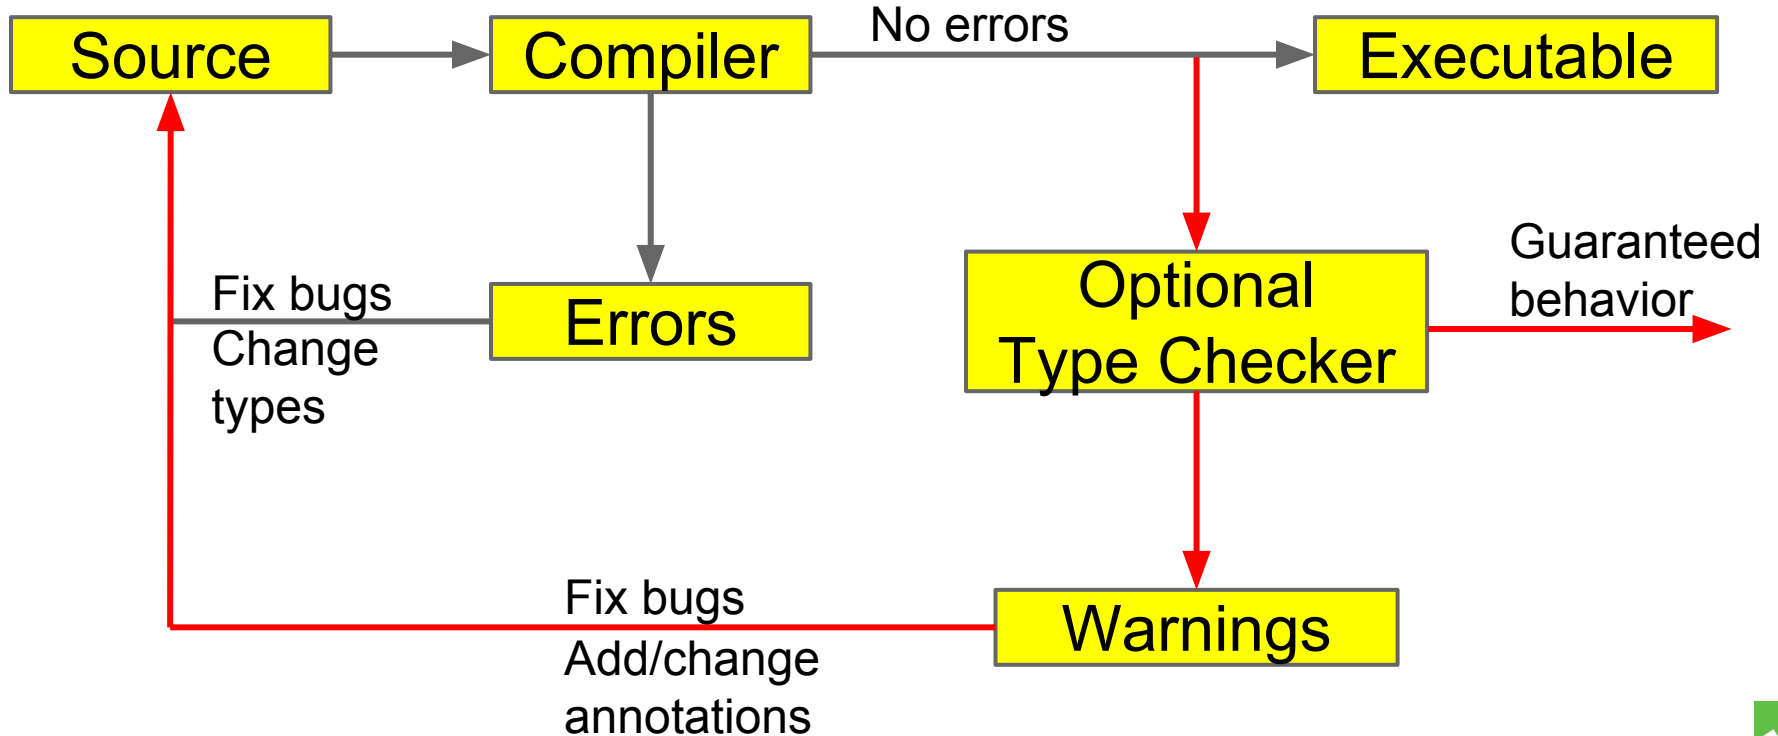 Source
Compiler
No errors
Executable
Fix bugs
Change
types
Errors
Optional
Type Checker
Guaranteed
behavior
Fix bugs
Add/change
annotations
Warnings